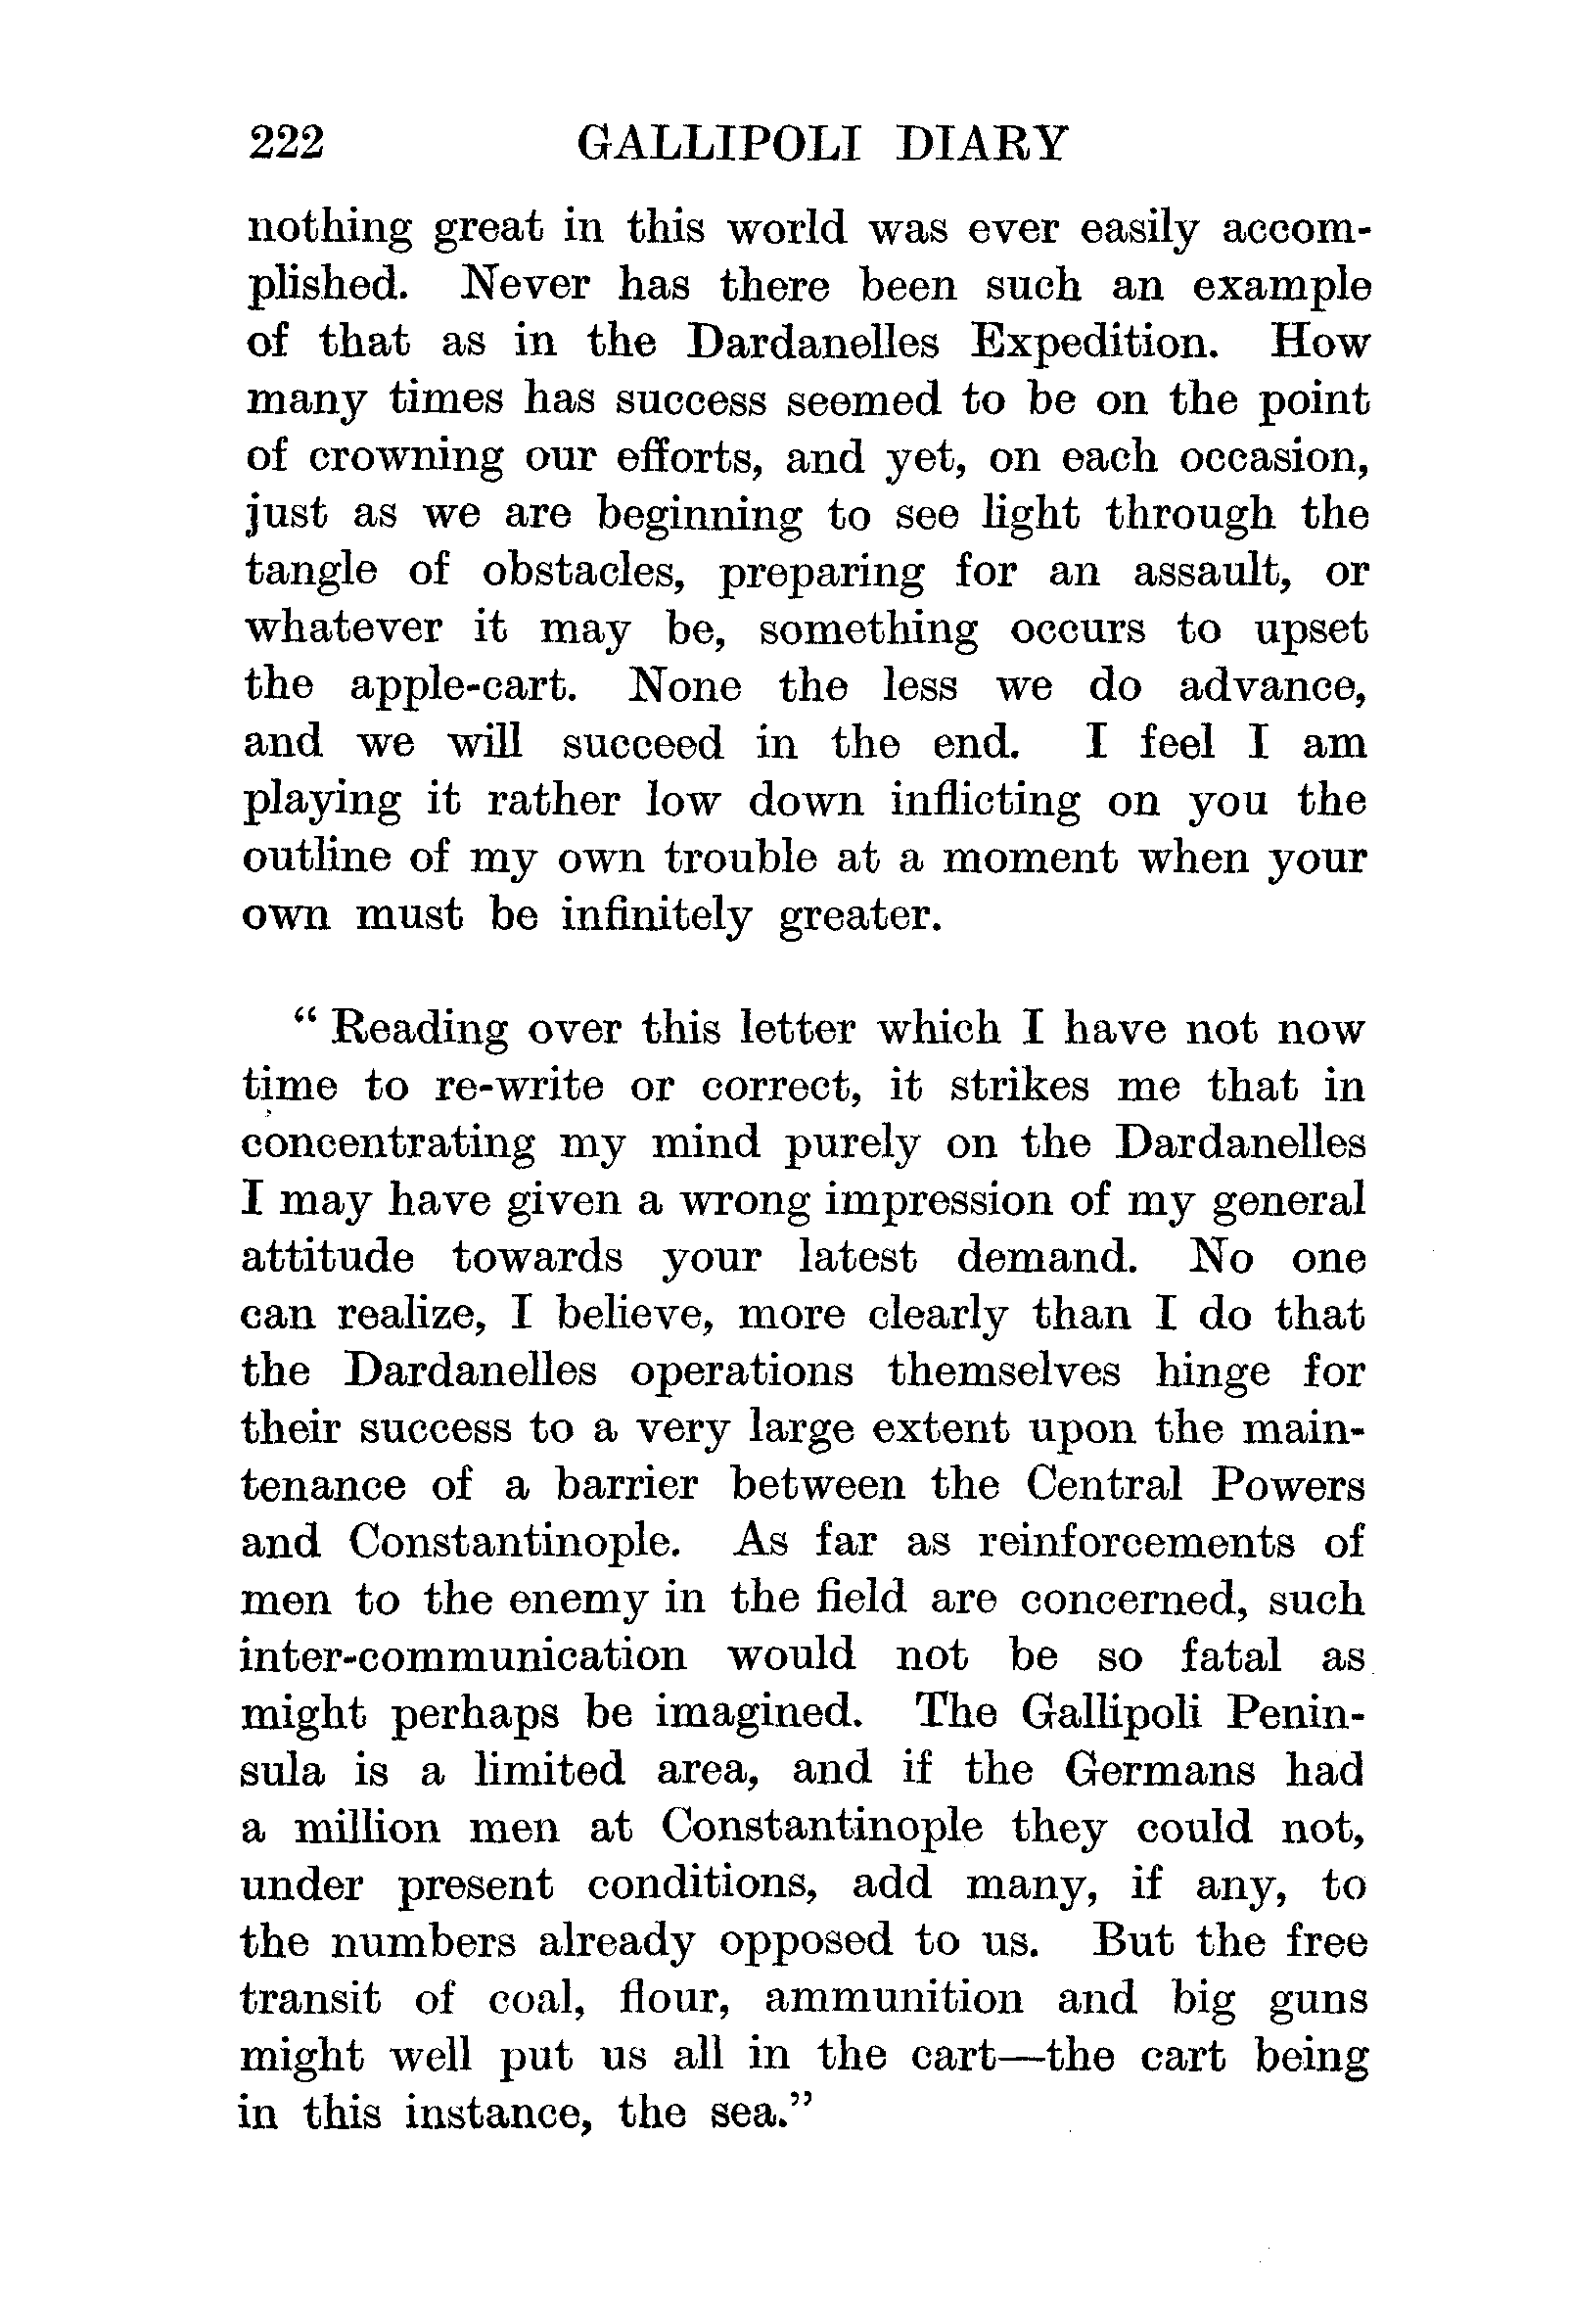 222 GALLIPOLI DIARY
nothing great in this world was ever easily accom-
plished. Never has there been such an example
of that as in the Dardanelles Expedition. How
many times has success seemed to be on the point
of crowning our efforts, and yet, on each occasion,
just as we are beginning to see light through the
tangle of obstacles, preparing for an assault, or
whatever it may be, something occurs to upset
the apple-cart. None the less we do advance,
and we will succeed in the end. I feel I am
playing it rather low down inflicting on you the
outline of my own trouble at a moment when your
own must be infinitely greater.
“Reading over this letter which I have not now
time to re-write or correct, it strikes me that in
concentrating my mind purely on the Dardanelles
I may have given a wrong impression of my general
attitude towards your latest demand. No one
can realize, I believe, more clearly than I do that
the Dardanelles operations themselves hinge for
their success to a very large extent upon the main-
tenance of a barrier between the Central Powers
and Constantinople. As far as reinforcements of
men to the enemy in the field are concerned, such
inter-communication would not be so fatal as
might perhaps be imagined. The Gallipoli Penin-
sula is a limited area, and if the Germans had
a million men at Constantinople they could not,
under present conditions, add many, if any, to
the numbers already opposed to us. But the free
transit of coal, flour, ammunition and big guns
might well put us all in the cart—the cart being
in this instance, the sea.”